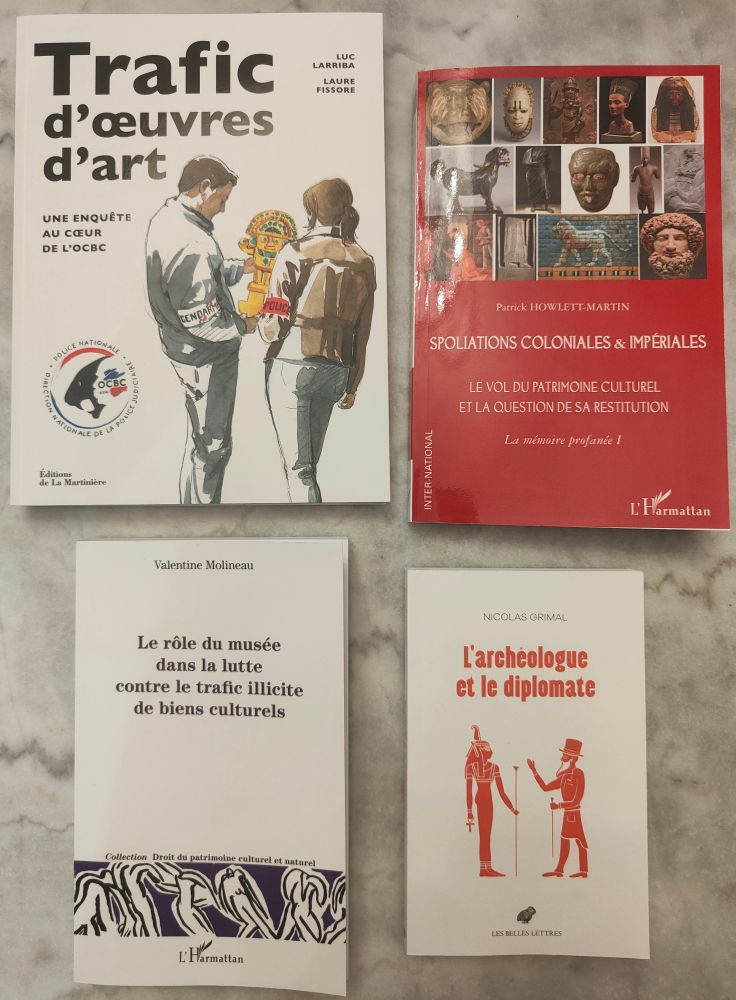 Trafic
d'œuvres
d'art
LUC
LARRIBA
LAURE
FISSORE
UNE ENQUÊTE
AU CŒUR
DE L'OCBC
GENDARM
POLICE
• POLICE NATIONALE •
DIRECTION NATIONALE DE LA POLICE JUDICIAIRE
OCBC
Éditions
de La Martinière
Patrick HOWLETT-MARTIN
SPOLIATIONS COLONIALES & IMPÉRIALES
LE VOL DU PATRIMOINE CULTUREL
ET LA QUESTION DE SA RESTITUTION
La mémoire profanée I
INTER-NATIONAL
L'Harmattan
Valentine Molineau
Le rôle du musée
dans la lutte
contre le trafic illicite
de biens culturels
Collection Droit du patrimoine culturel et naturel
L'Harmattan
NICOLAS GRIMAL
L'archéologue
et le diplomate
LES BELLES LETTRES